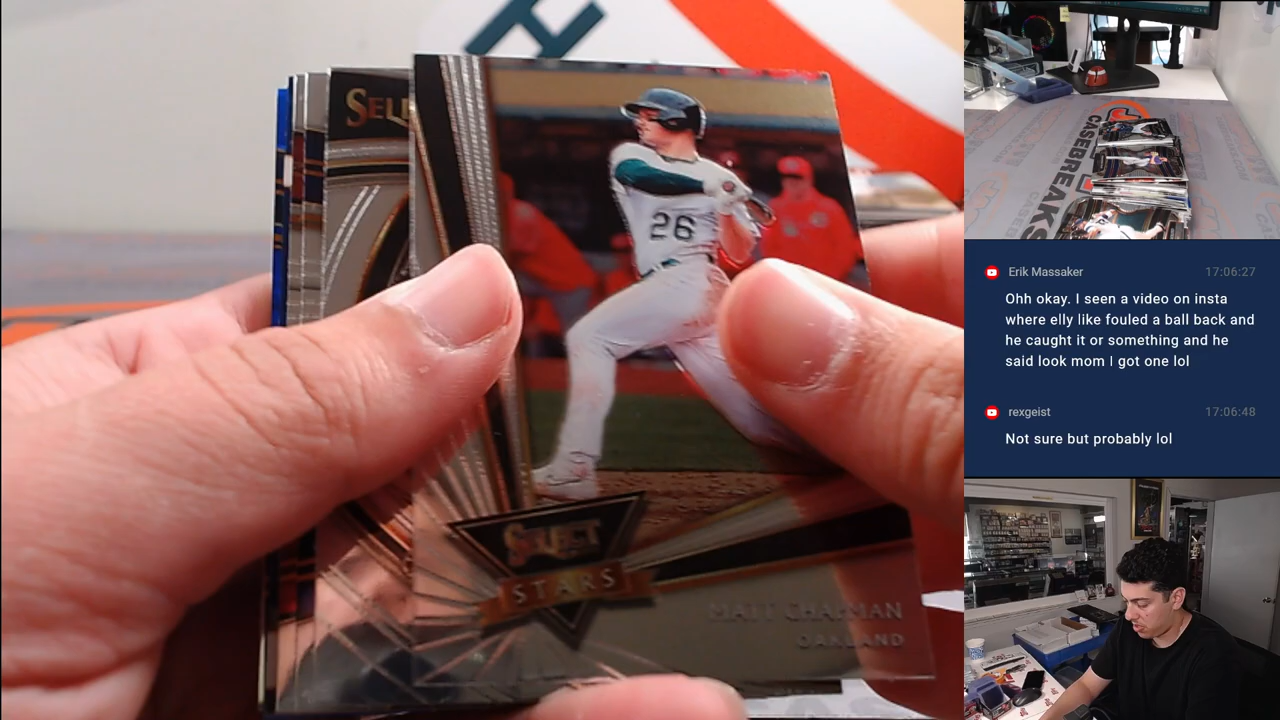 SEL
26
SELECT
STARS
MATT CHAPMAN
OAKLAND
CASEBREAKS
Erik Massaker 17:06:27
Ohh okay. I seen a video on insta
where elly like fouled a ball back and
he caught it or something and he
said look mom I got one lol
rexgeist 17:06:48
Not sure but probably lol